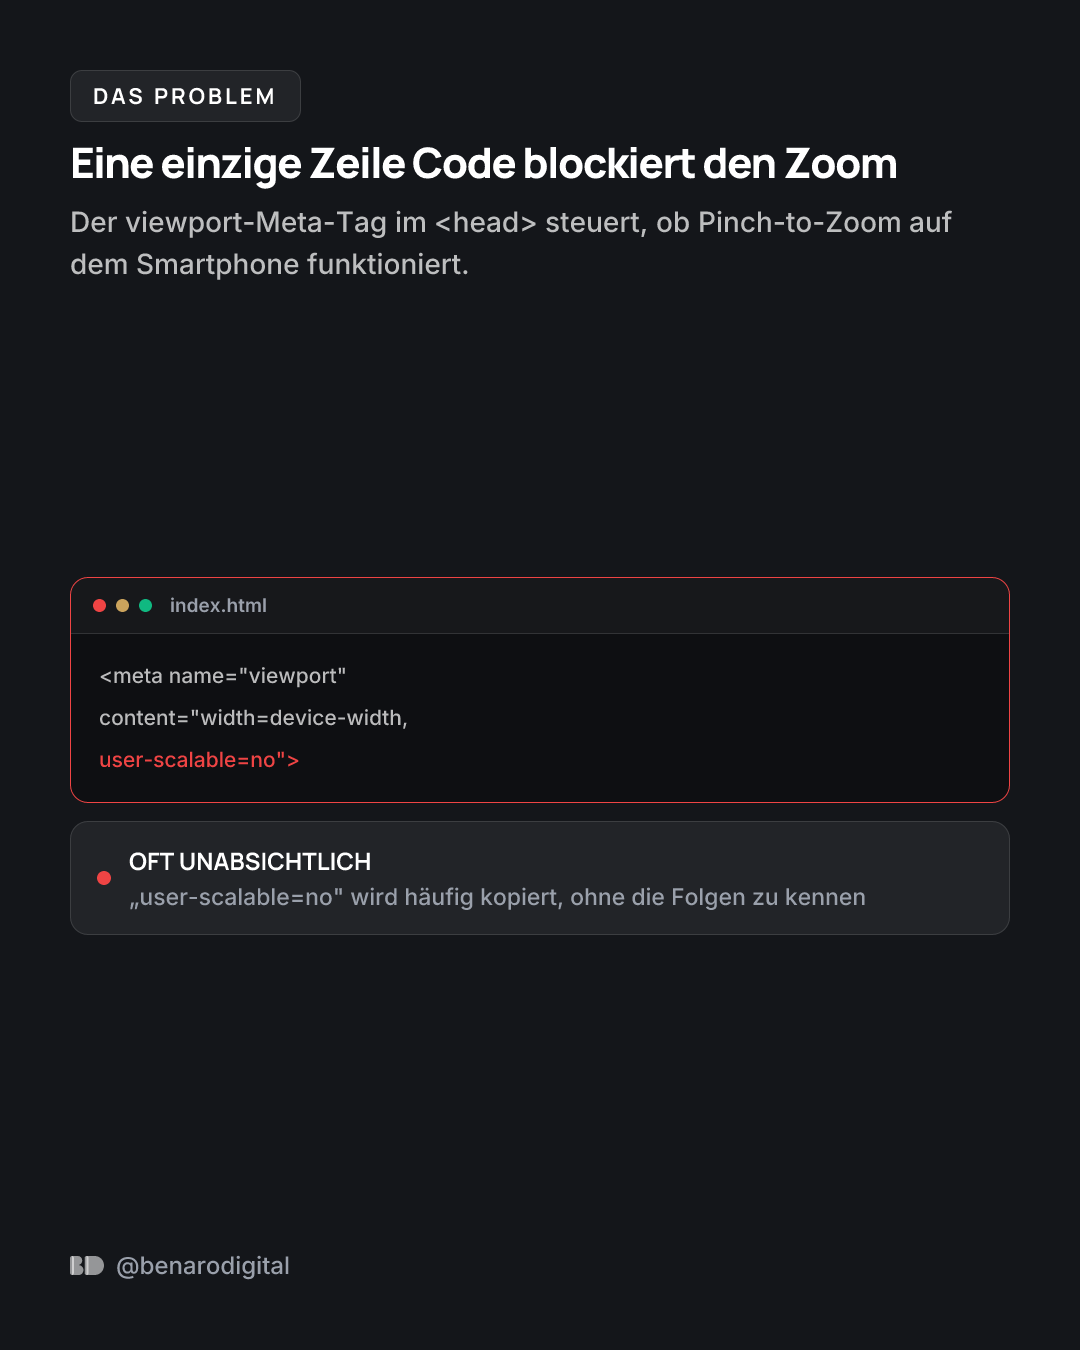 DAS PROBLEM
Eine einzige Zeile Code blockiert den Zoom
Der viewport-Meta-Tag im <head> steuert, ob Pinch-to-Zoom auf
dem Smartphone funktioniert.
index.html
<meta name="viewport"
content="width=device-width,
user-scalable=no">
OFT UNABSICHTLICH
„user-scalable=no" wird häufig kopiert, ohne die Folgen zu kennen
BD @benarodigital